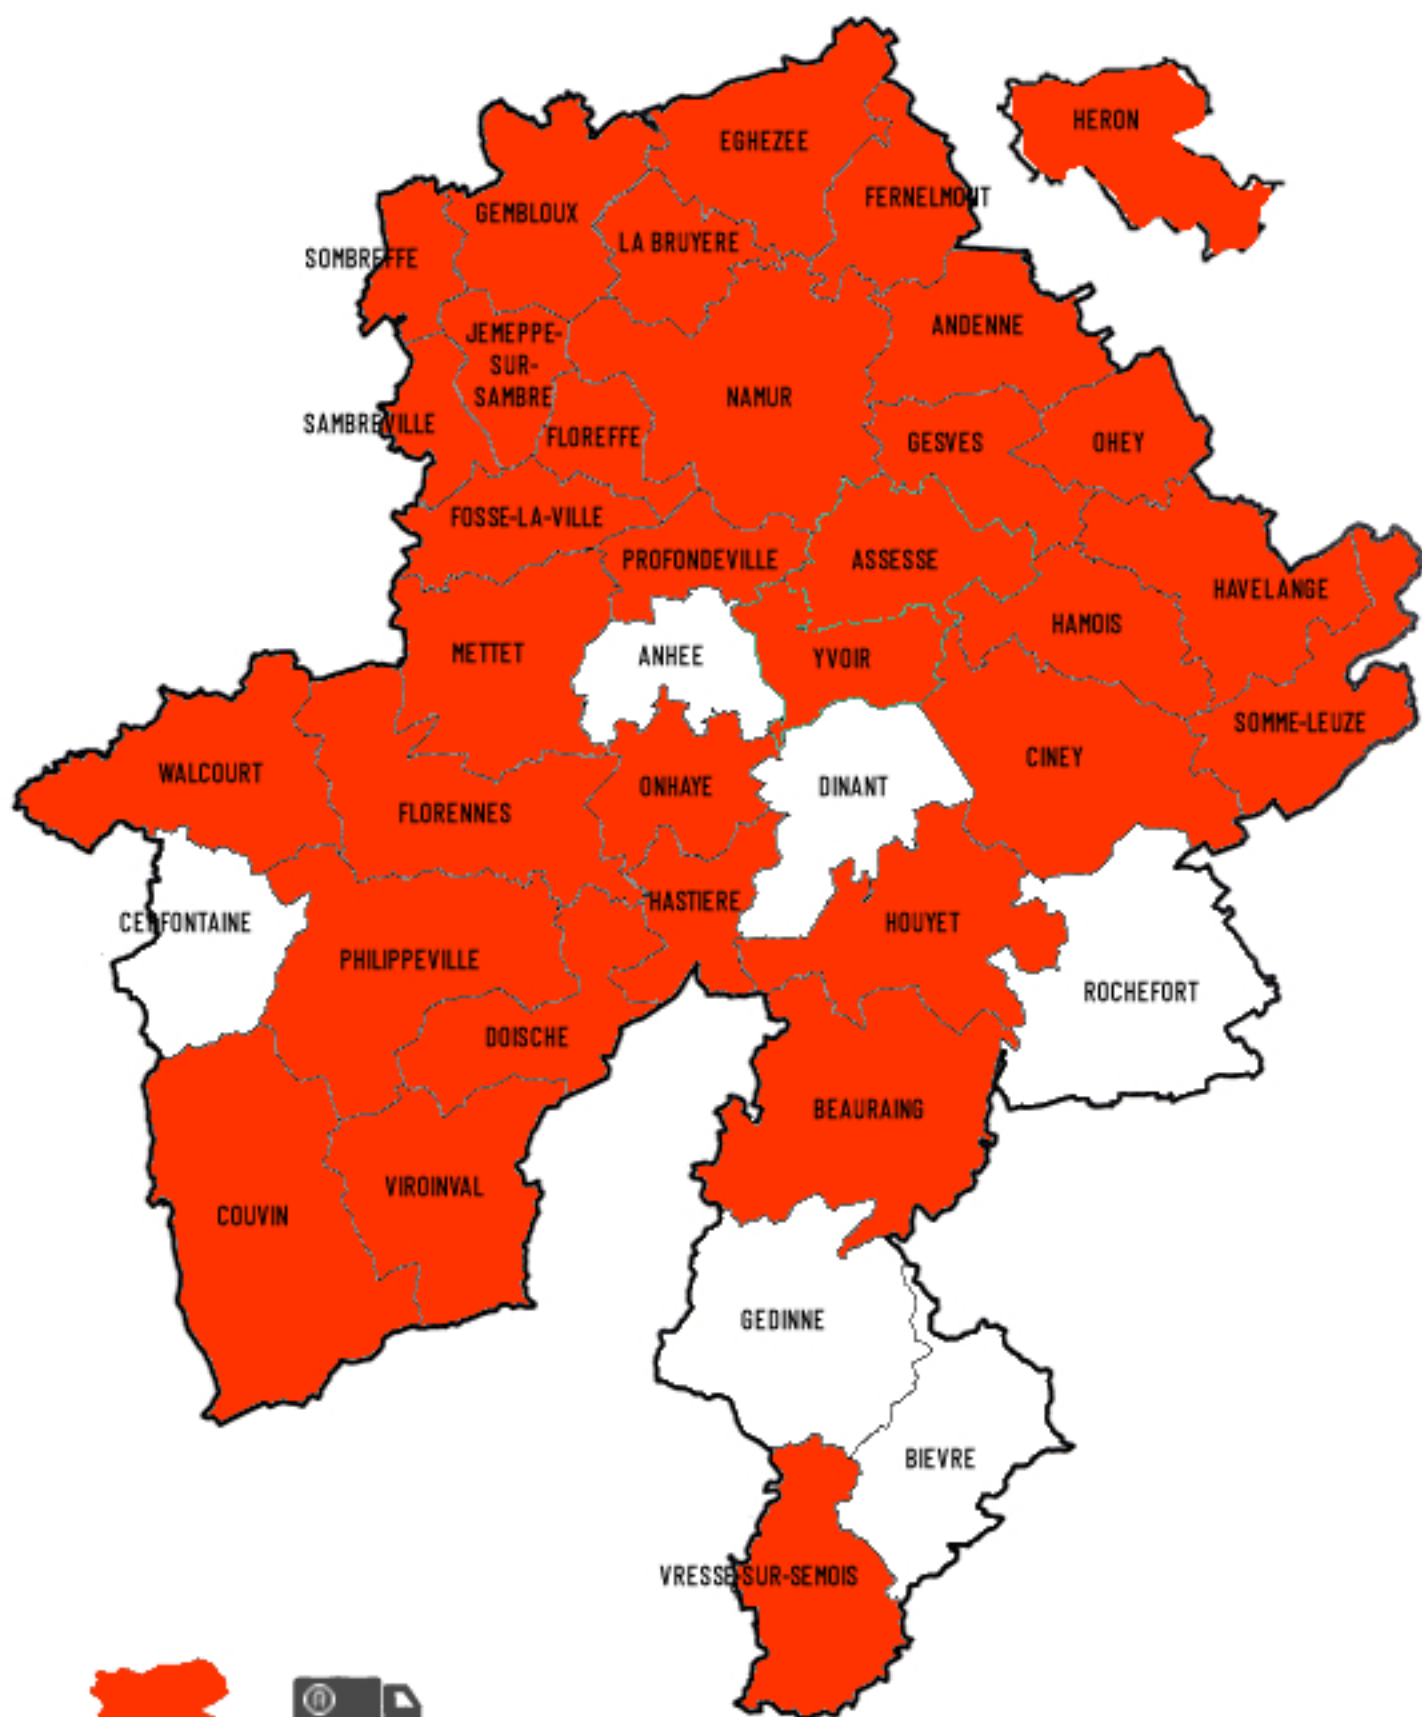 HERON
EGHEZEE
FERNELMONT
GEMBLOUX
LA BRUYERE
SOMBREFFE
ANDENNE
JEMEPPE-
SUR-
SAMBRE
NAMUR
SAMBREVILLE
FLOREFFE
GESVES
OHEY
FOSSE-LA-VILLE
PROFONDEVILLE
ASSESSE
HAVELANGE
HAMOIS
METTET
ANHEE
YVOIR
SOMME-LEUZE
CINEY
WALCOURT
ONHAYE
DINANT
FLORENNES
HASTIERE
CERFONTAINE
HOUYET
PHILIPPEVILLE
ROCHEFORT
DOISCHE
BEAURAING
VIROINVAL
COUVIN
GEDINNE
BIEVRE
VRESSE-SUR-SEMOIS